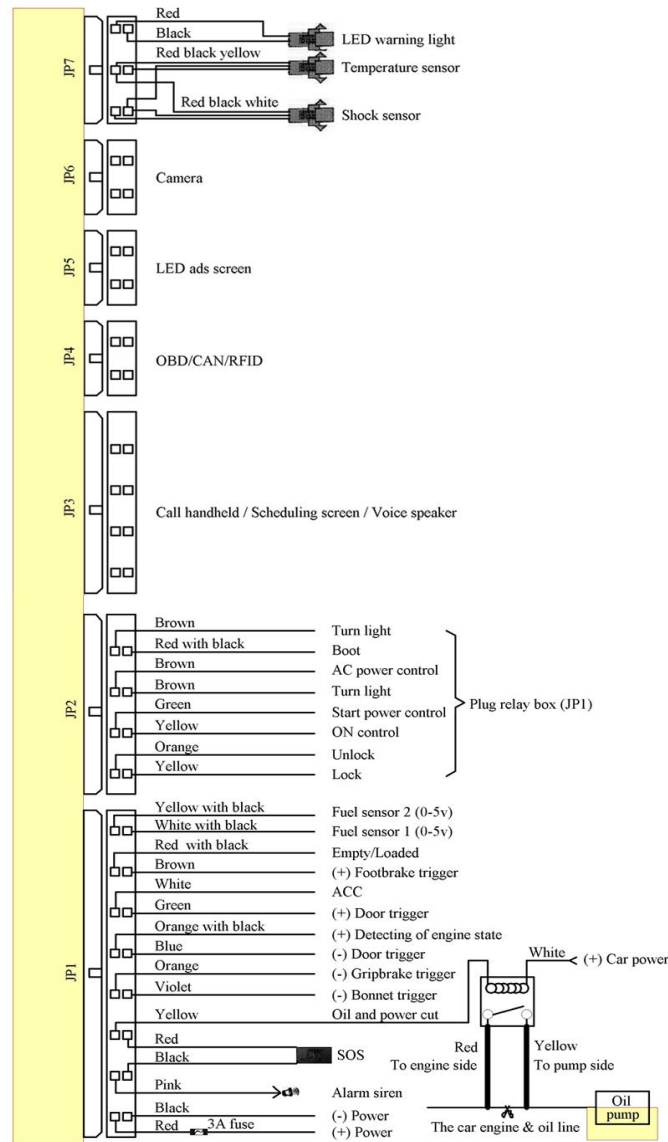 Red
Black
LED warning light
Red black yellow
Temperature sensor
JP7
Red black white
Shock sensor
JP6
Camera
JP5
LED ads screen
JP4
OBD/CAN/RFID
JP3
Call handheld / Scheduling screen / Voice speaker
JP2
Brown
Turn light
Red with black
Boot
Brown
AC power control
Brown
Turn light
Plug relay box (JP1)
Green
Start power control
Yellow
ON control
Orange
Unlock
Yellow
Lock
JP1
Yellow with black
Fuel sensor 2 (0-5v)
White with black
Fuel sensor 1 (0-5v)
Red with black
Empty/Loaded
Brown
(+) Footbrake trigger
White
ACC
Green
(+) Door trigger
Orange with black
(+) Detecting of engine state
Blue
(-) Door trigger
White
(+) Car power
Orange
(-) Gripbrake trigger
Violet
(-) Bonnet trigger
Yellow
Oil and power cut
Red
Black
SOS
Red
To engine side
Yellow
To pump side
Pink
Alarm siren
Black
(-) Power
Red
3A fuse
(+) Power
The car engine & oil line
Oil
pump